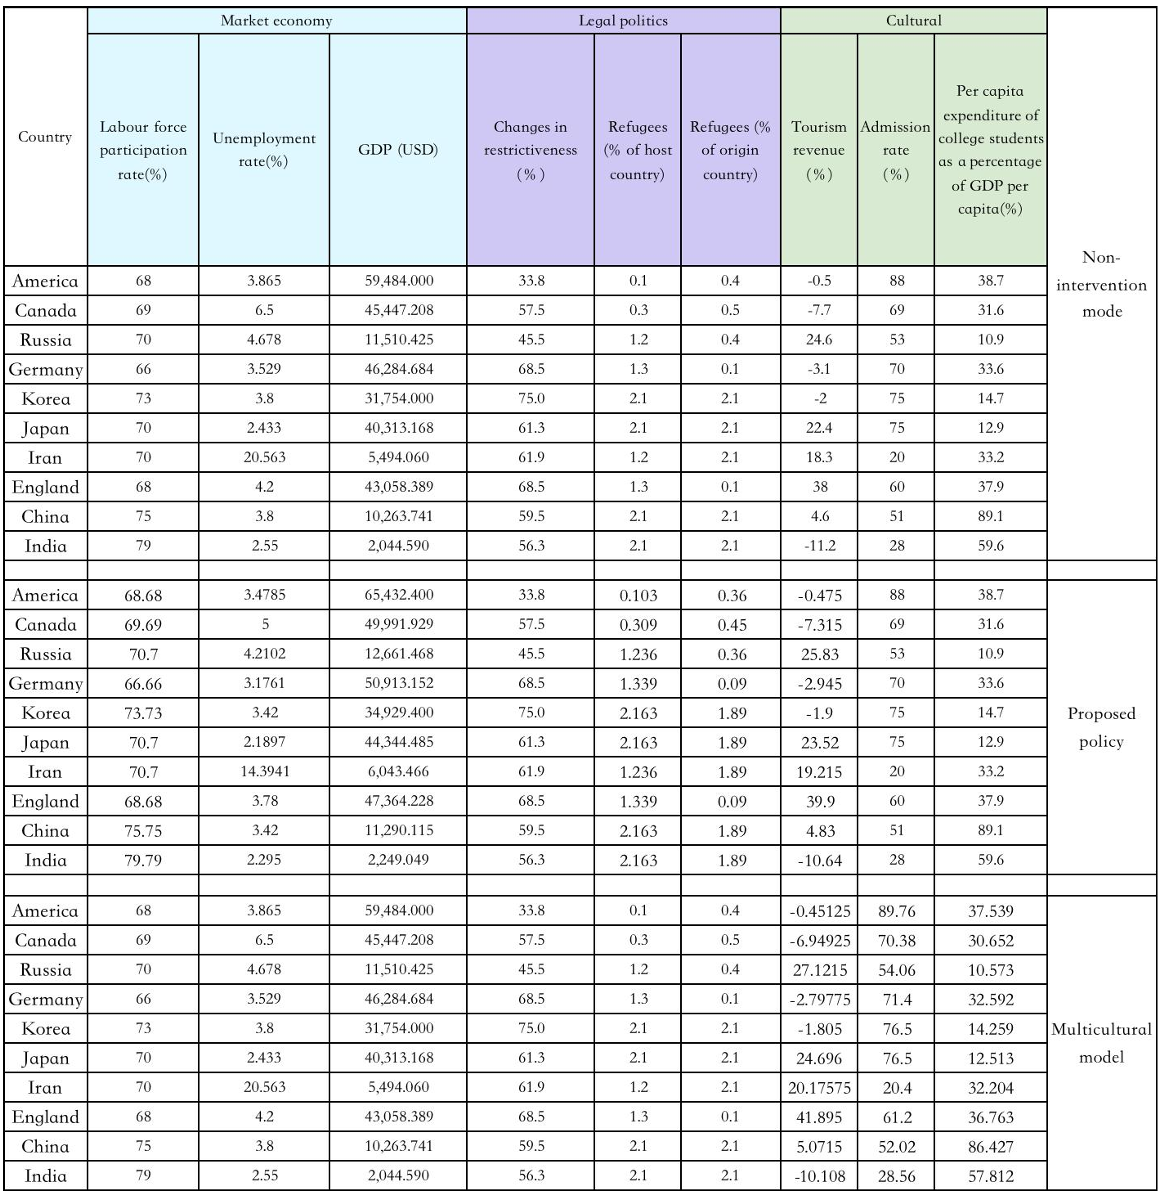 Market economy Legal politics Cultural
Country Labour force participation rate(%) Unemployment rate(%) GDP (USD) Changes in restrictiveness (%) Refugees (% of host country) Refugees (% of origin country) Tourism revenue (%) Admission rate (%) Per capita expenditure of college students as a percentage of GDP per capita(%)
Non-intervention mode
America 68 3.865 59,484.000 33.8 0.1 0.4 -0.5 88 38.7
Canada 69 6.5 45,447.208 57.5 0.3 0.5 -7.7 69 31.6
Russia 70 4.678 11,510.425 45.5 1.2 0.4 24.6 53 10.9
Germany 66 3.529 46,284.684 68.5 1.3 0.1 -3.1 70 33.6
Korea 73 3.8 31,754.000 75.0 2.1 2.1 -2 75 14.7
Japan 70 2.433 40,313.168 61.3 2.1 2.1 22.4 75 12.9
Iran 70 20.563 5,494.060 61.9 1.2 2.1 18.3 20 33.2
England 68 4.2 43,058.389 68.5 1.3 0.1 38 60 37.9
China 75 3.8 10,263.741 59.5 2.1 2.1 4.6 51 89.1
India 79 2.55 2,044.590 56.3 2.1 2.1 -11.2 28 59.6
Proposed policy
America 68.68 3.4785 65,432.400 33.8 0.103 0.36 -0.475 88 38.7
Canada 69.69 5 49,991.929 57.5 0.309 0.45 -7.315 69 31.6
Russia 70.7 4.2102 12,661.468 45.5 1.236 0.36 25.83 53 10.9
Germany 66.66 3.1761 50,913.152 68.5 1.339 0.09 -2.945 70 33.6
Korea 73.73 3.42 34,929.400 75.0 2.163 1.89 -1.9 75 14.7
Japan 70.7 2.1897 44,344.485 61.3 2.163 1.89 23.52 75 12.9
Iran 70.7 14.3941 6,043.466 61.9 1.236 1.89 19.215 20 33.2
England 68.68 3.78 47,364.228 68.5 1.339 0.09 39.9 60 37.9
China 75.75 3.42 11,290.115 59.5 2.163 1.89 4.83 51 89.1
India 79.79 2.295 2,249.049 56.3 2.163 1.89 -10.64 28 59.6
Multicultural model
America 68 3.865 59,484.000 33.8 0.1 0.4 -0.45125 89.76 37.539
Canada 69 6.5 45,447.208 57.5 0.3 0.5 -6.94925 70.38 30.652
Russia 70 4.678 11,510.425 45.5 1.2 0.4 27.1215 54.06 10.573
Germany 66 3.529 46,284.684 68.5 1.3 0.1 -2.79775 71.4 32.592
Korea 73 3.8 31,754.000 75.0 2.1 2.1 -1.805 76.5 14.259
Japan 70 2.433 40,313.168 61.3 2.1 2.1 24.696 76.5 12.513
Iran 70 20.563 5,494.060 61.9 1.2 2.1 20.17575 20.4 32.204
England 68 4.2 43,058.389 68.5 1.3 0.1 41.895 61.2 36.763
China 75 3.8 10,263.741 59.5 2.1 2.1 5.0715 52.02 86.427
India 79 2.55 2,044.590 56.3 2.1 2.1 -10.108 28.56 57.812